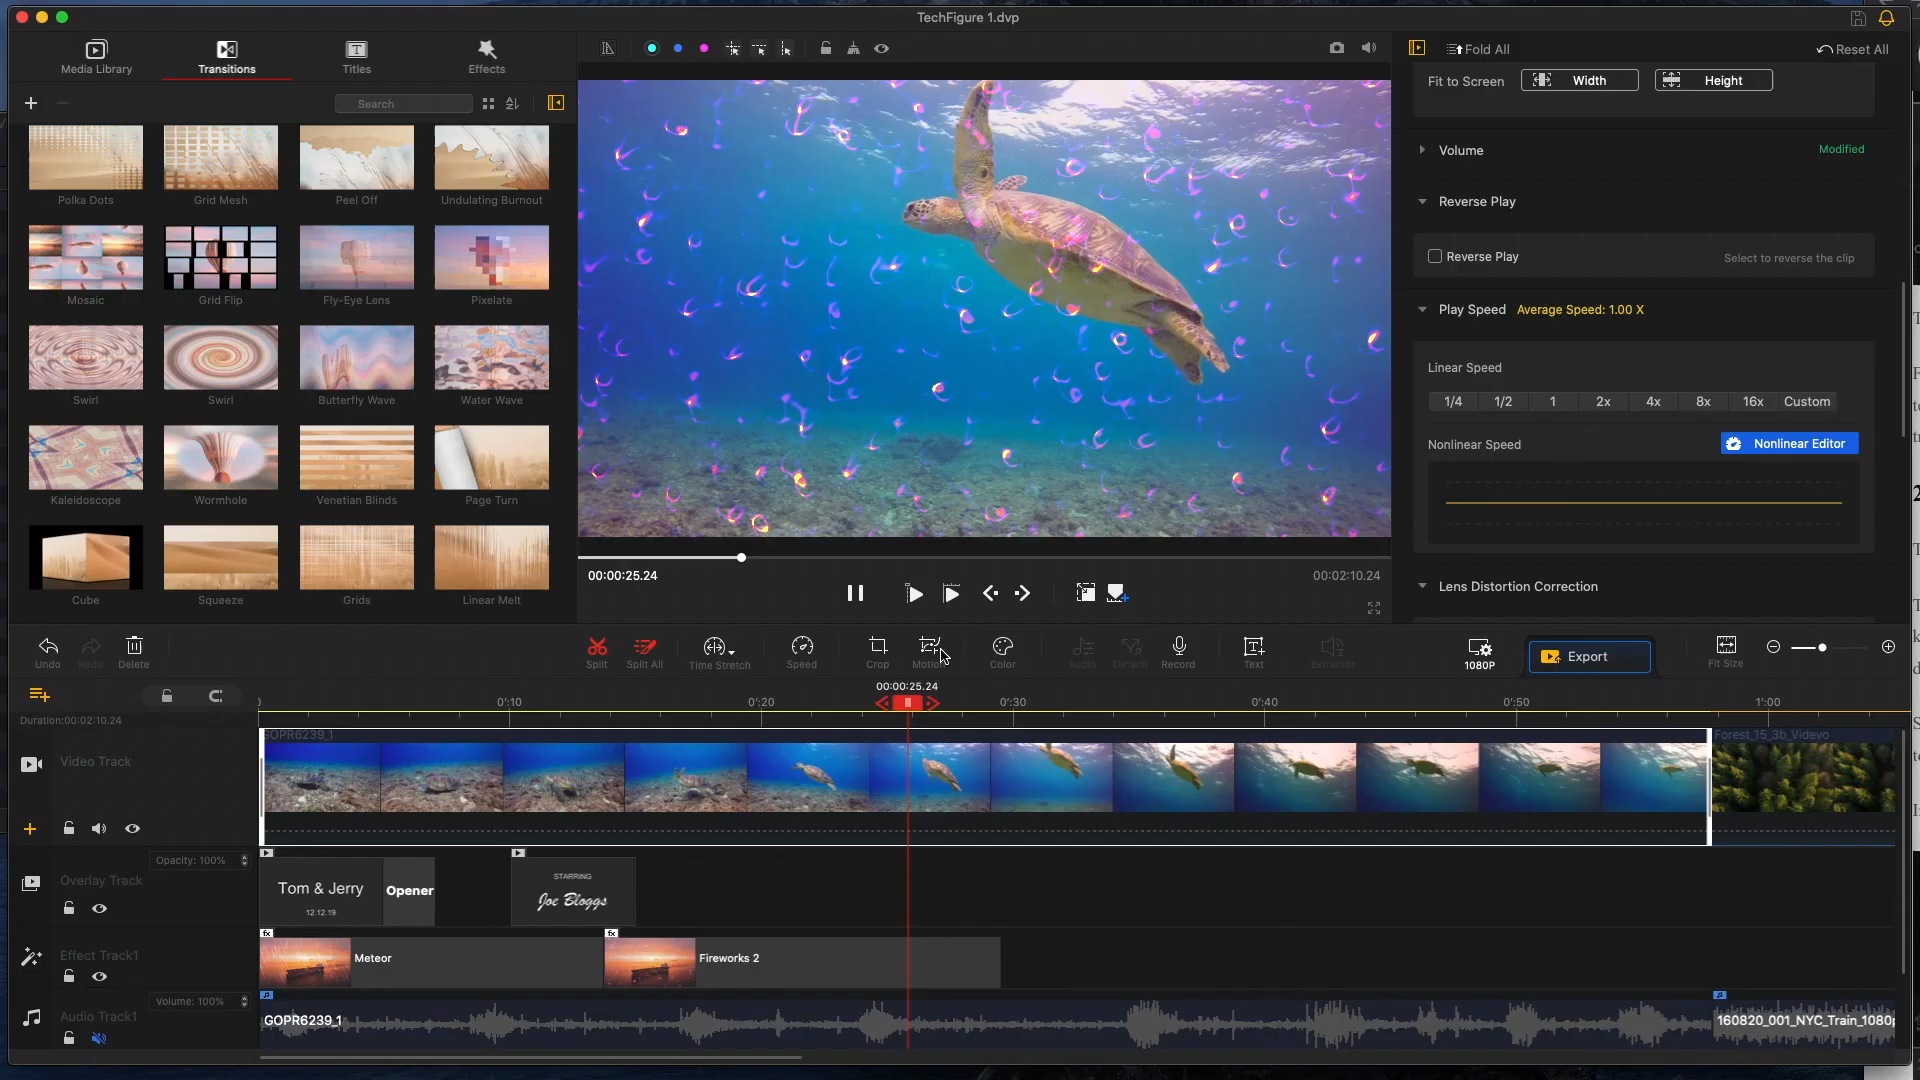 TechFigure 1.dvp
Media Library
Transitions
Titles
Effects
Fold All
Reset All
Search
Fit to Screen
Width
Height
Polka Dots
Grid Mesh
Peel Off
Undulating Burnout
Volume
Modified
Reverse Play
Reverse Play
Select to reverse the clip
Mosaic
Grid Flip
Fly-Eye Lens
Pixelate
Play Speed
Average Speed: 1.00 X
Linear Speed
1/4
1/2
1
2x
4x
8x
16x
Custom
Swirl
Swirl
Butterfly Wave
Water Wave
Nonlinear Speed
Nonlinear Editor
Kaleidoscope
Wormhole
Venetian Blinds
Page Turn
00:00:25.24
00:02:10.24
Lens Distortion Correction
Cube
Squeeze
Grids
Linear Melt
Undo
Redo
Delete
Split
Split All
Time Stretch
Speed
Crop
Motion
Color
Audio
Detach
Record
Text
Extractor
1080P
Export
Fit Size
00:00:25.24
0':10
0':20
0':30
0':40
0':50
1':00
Duration:00:02:10.24
GOPR6239_1
Forest_15_3b_Videvo
Video Track
Opacity: 100%
Overlay Track
Tom & Jerry
12.12.19
Opener
STARRING
Joe Bloggs
fx
fx
Effect Track1
Meteor
Fireworks 2
Volume: 100%
Audio Track1
GOPR6239_1
160820_001_NYC_Train_1080p